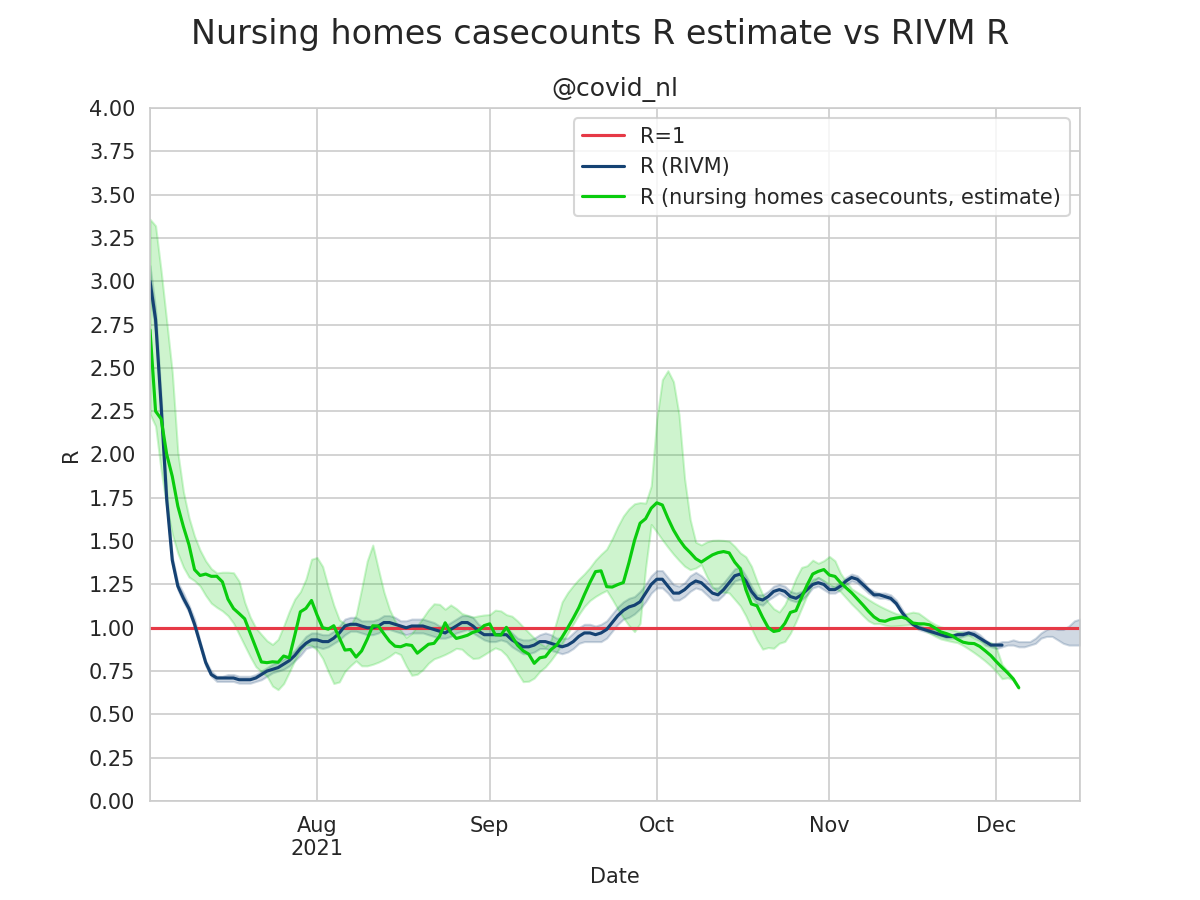 Nursing homes casecounts R estimate vs RIVM R
@covid_nl
R=1
R (RIVM)
R (nursing homes casecounts, estimate)
4.00
3.75
3.50
3.25
3.00
2.75
2.50
2.25
2.00
1.75
1.50
1.25
1.00
0.75
0.50
0.25
0.00
R
Aug
2021
Sep
Oct
Nov
Dec
Date